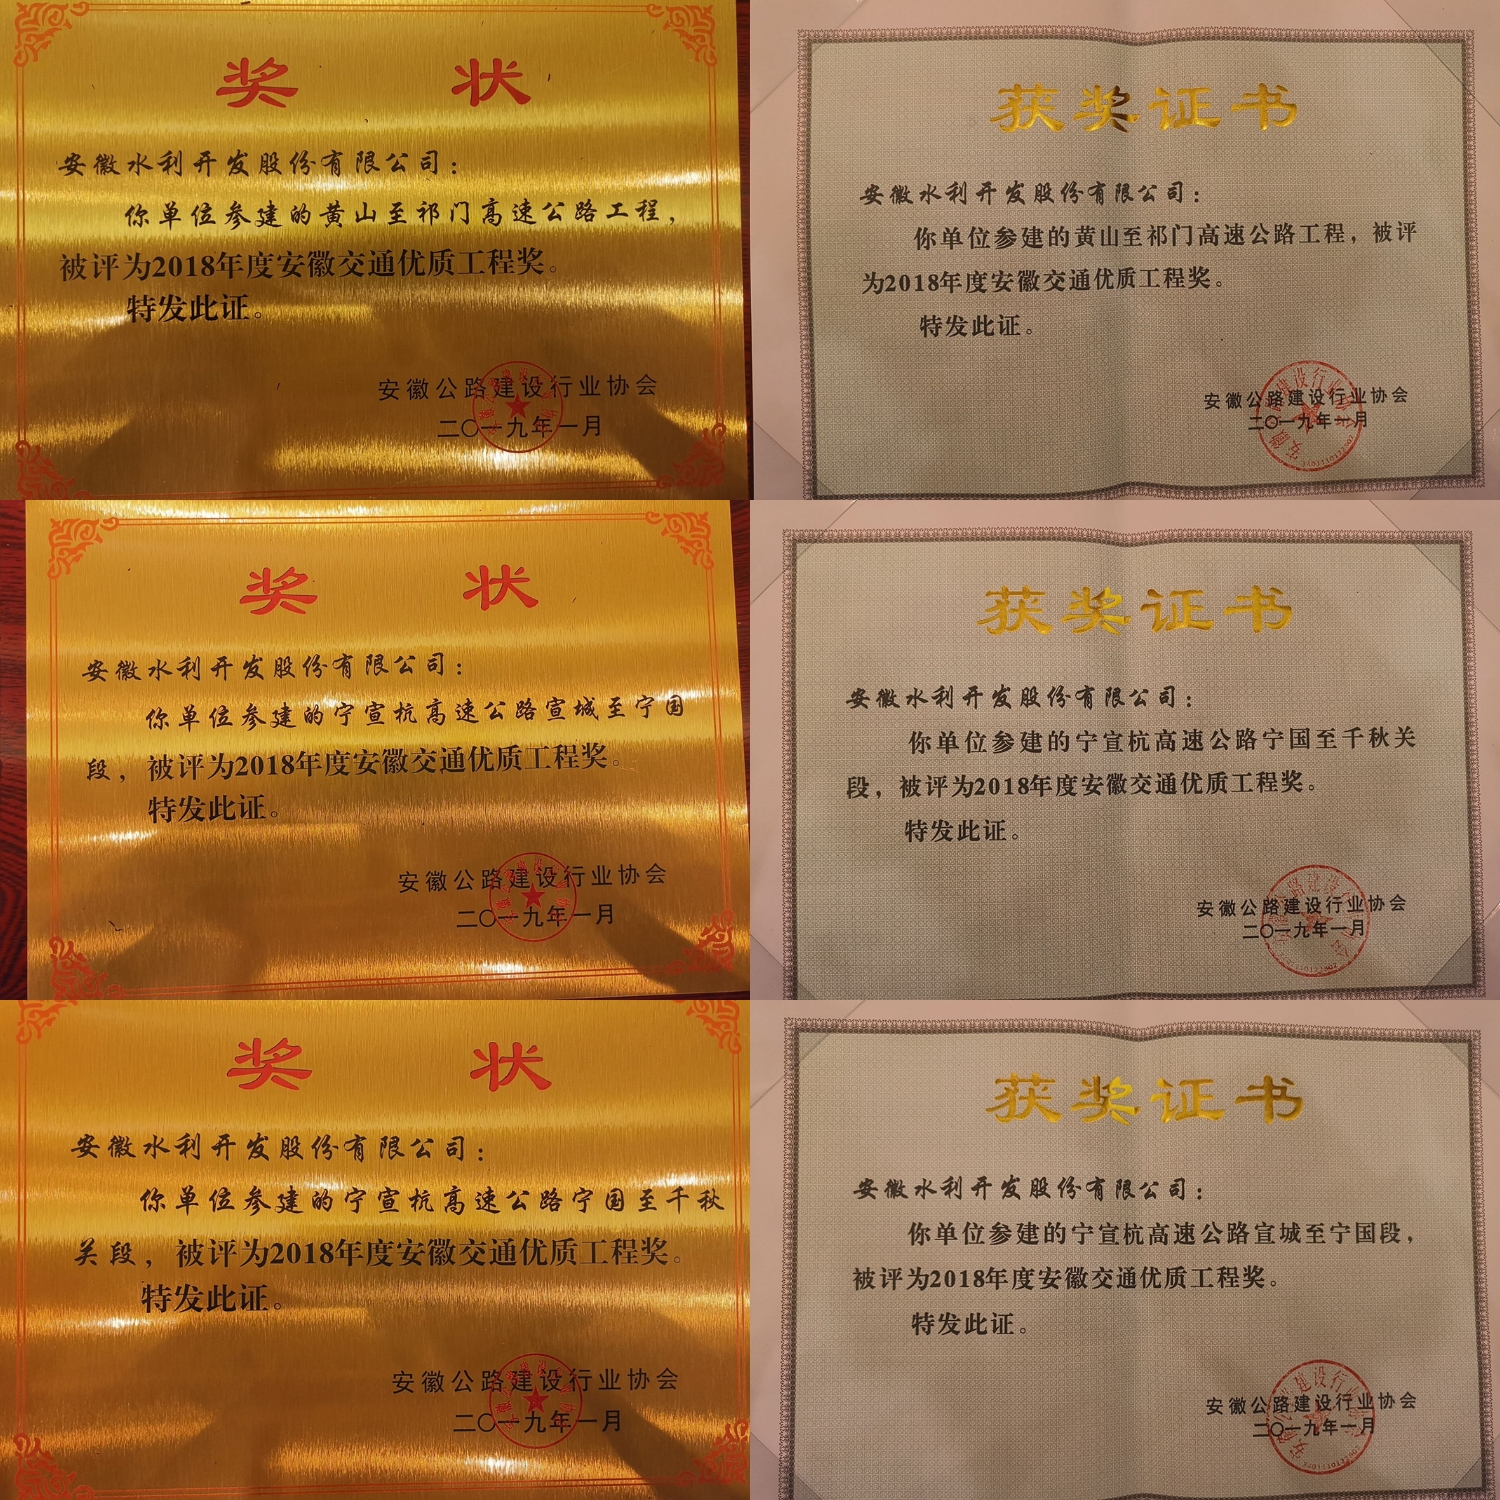 奖 状
安徽水利开发股份有限公司：
你单位参建的黄山至祁门高速公路工程，
被评为2018年度安徽交通优质工程奖。
特发此证。
安徽公路建设行业协会
二〇一九年一月
获奖证书
安徽水利开发股份有限公司：
你单位参建的黄山至祁门高速公路工程，被评
为2018年度安徽交通优质工程奖。
特发此证。
安徽公路建设行业协会
二〇一九年一月
奖 状
安徽水利开发股份有限公司：
你单位参建的宁宣杭高速公路宣城至宁国
段，被评为2018年度安徽交通优质工程奖。
特发此证。
安徽公路建设行业协会
二〇一九年一月
获奖证书
安徽水利开发股份有限公司：
你单位参建的宁宣杭高速公路宁国至千秋关
段，被评为2018年度安徽交通优质工程奖。
特发此证。
安徽公路建设行业协会
二〇一九年一月
奖 状
安徽水利开发股份有限公司：
你单位参建的宁宣杭高速公路宁国至千秋
关段，被评为2018年度安徽交通优质工程奖。
特发此证。
安徽公路建设行业协会
二〇一九年一月
获奖证书
安徽水利开发股份有限公司：
你单位参建的宁宣杭高速公路宣城至宁国段，
被评为2018年度安徽交通优质工程奖。
特发此证。
安徽公路建设行业协会
二〇一九年一月